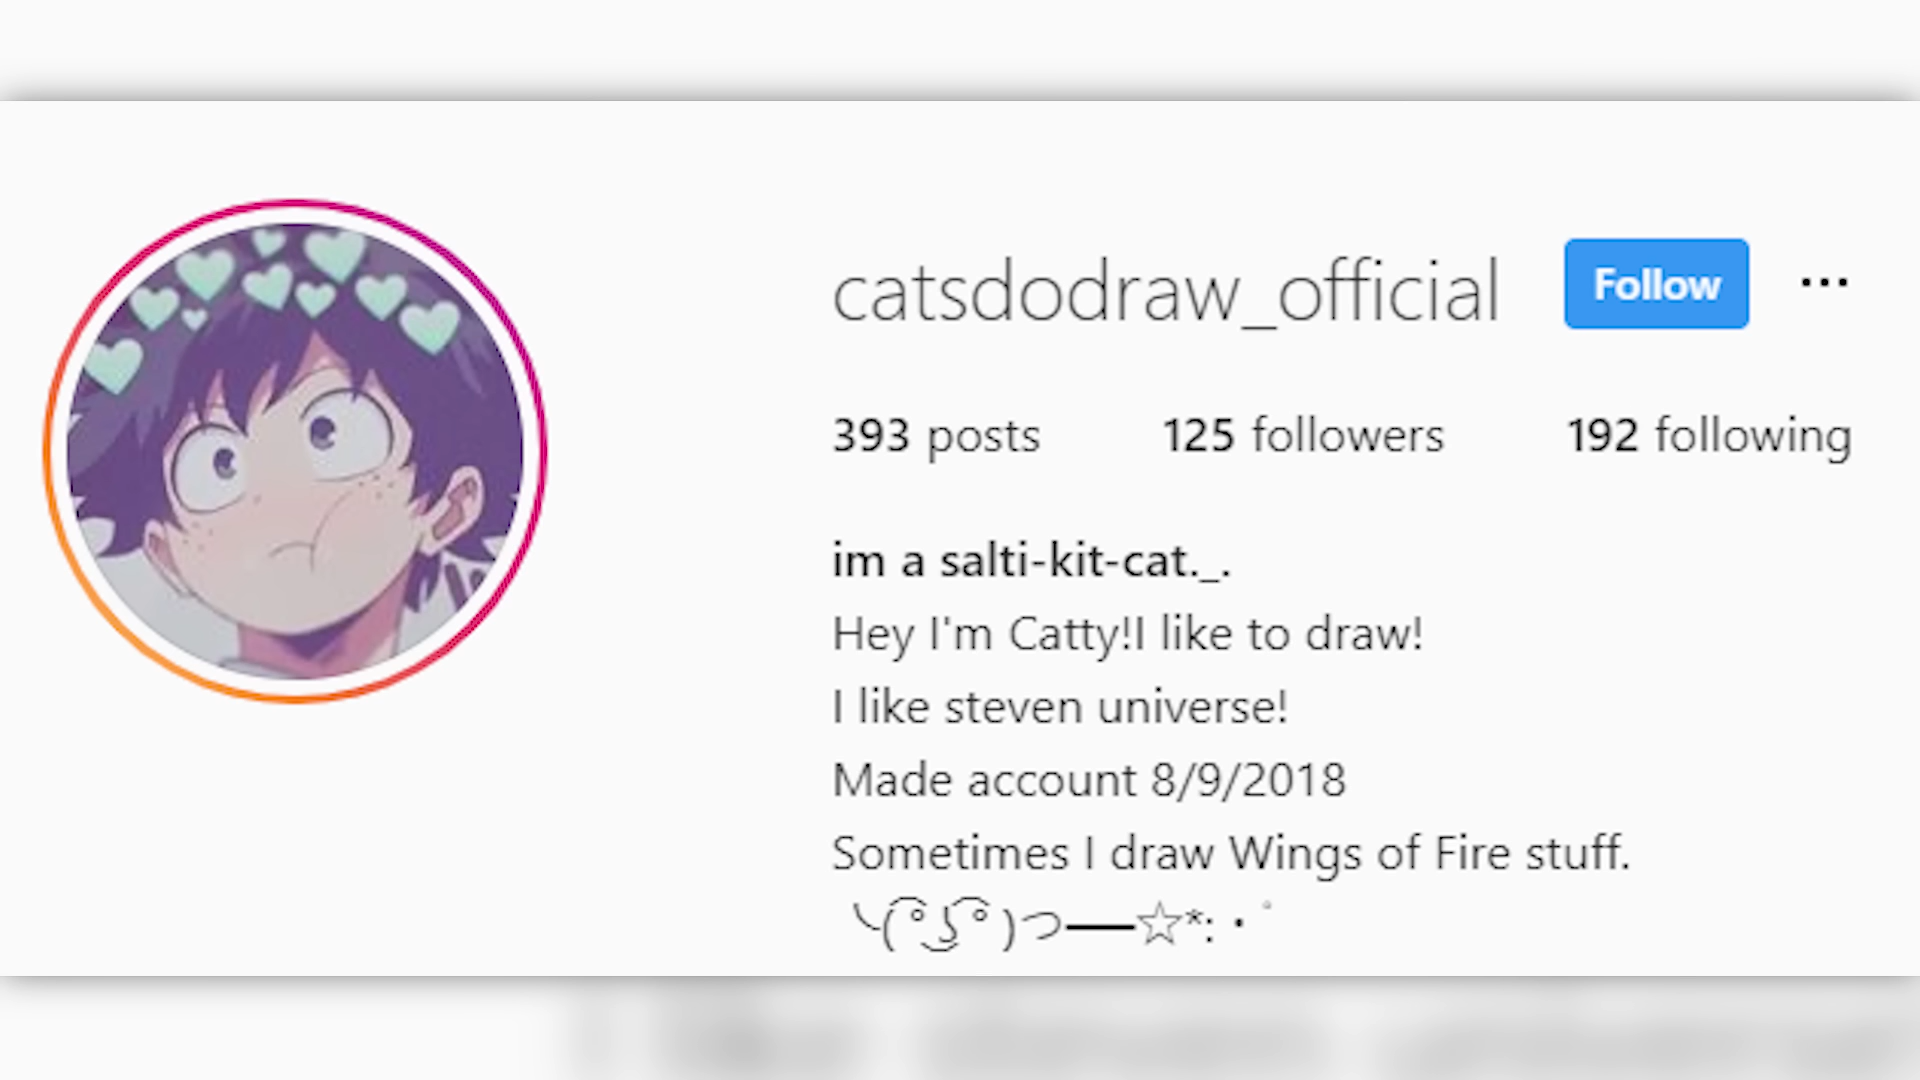 catsdodraw_official Follow ...
393 posts 125 followers 192 following
im a salti-kit-cat._.
Hey I'm Catty!I like to draw!
I like steven universe!
Made account 8/9/2018
Sometimes I draw Wings of Fire stuff.
╰( ͡° ͜ʖ ͡° )つ──☆*:・ﾟ